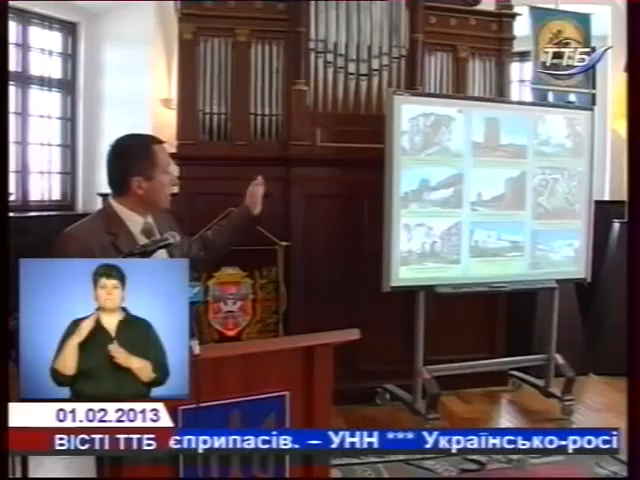 ТТБ
01.02.2013
ВІСТІ ТТБ
єприпасів. – УНН *** Українсько-росі